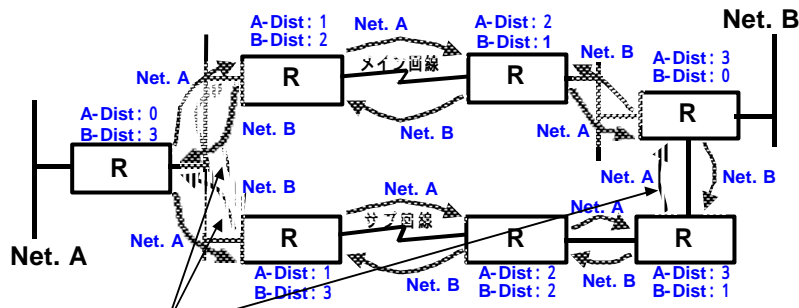 A-Dist: 1
B-Dist: 2
Net. A
A-Dist: 2
B-Dist: 1
Net. B
メイン回線
Net. B
A-Dist: 3
B-Dist: 0
Net. A
R
R
R
A-Dist: 0
B-Dist: 3
Net. B
Net. B
Net. A
R
Net. B
Net. A
Net. A
Net. B
サブ回線
Net. A
Net. A
R
R
R
Net. A
Net. B
Net. B
A-Dist: 1
B-Dist: 3
A-Dist: 2
B-Dist: 2
A-Dist: 3
B-Dist: 1